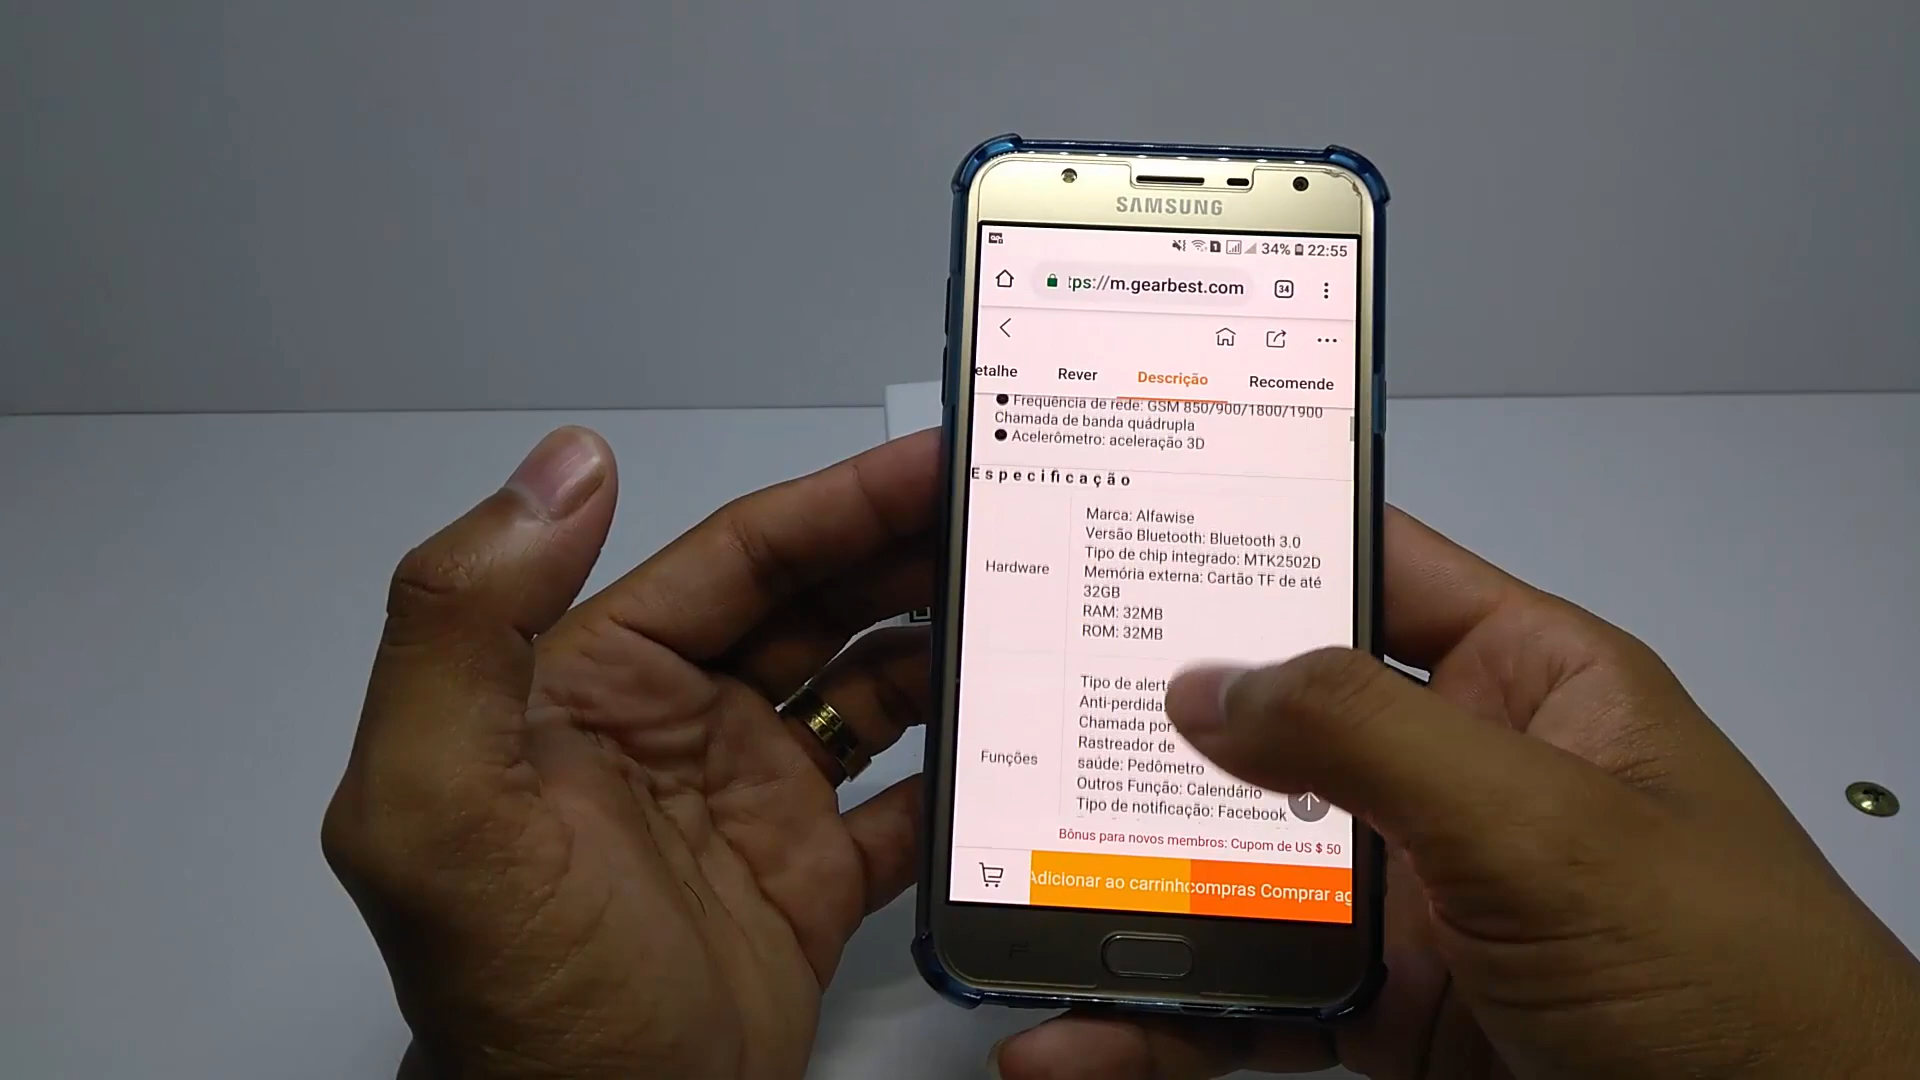 SAMSUNG
34% 22:55
tps://m.gearbest.com
34
etalhe Rever Descrição Recomende
● Frequência de rede: GSM 850/900/1800/1900
Chamada de banda quádrupla
● Acelerômetro: aceleração 3D
Especificação
Hardware
Marca: Alfawise
Versão Bluetooth: Bluetooth 3.0
Tipo de chip integrado: MTK2502D
Memória externa: Cartão TF de até
32GB
RAM: 32MB
ROM: 32MB
Funções
Tipo de alert
Anti-perdida
Chamada por
Rastreador de
saúde: Pedômetro
Outros Função: Calendário
Tipo de notificação: Facebook
Bônus para novos membros: Cupom de US $ 50
Adicionar ao carrinho compras Comprar ag